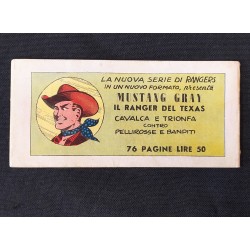 LA NUOVA SERIE DI RANGERS
IN UN NUOVO FORMATO, presenta
MUSTANG GRAY
IL RANGER DEL TEXAS
CAVALCA E TRIONFA
CONTRO
PELLIROSSE E BANDITI
76 PAGINE LIRE 50